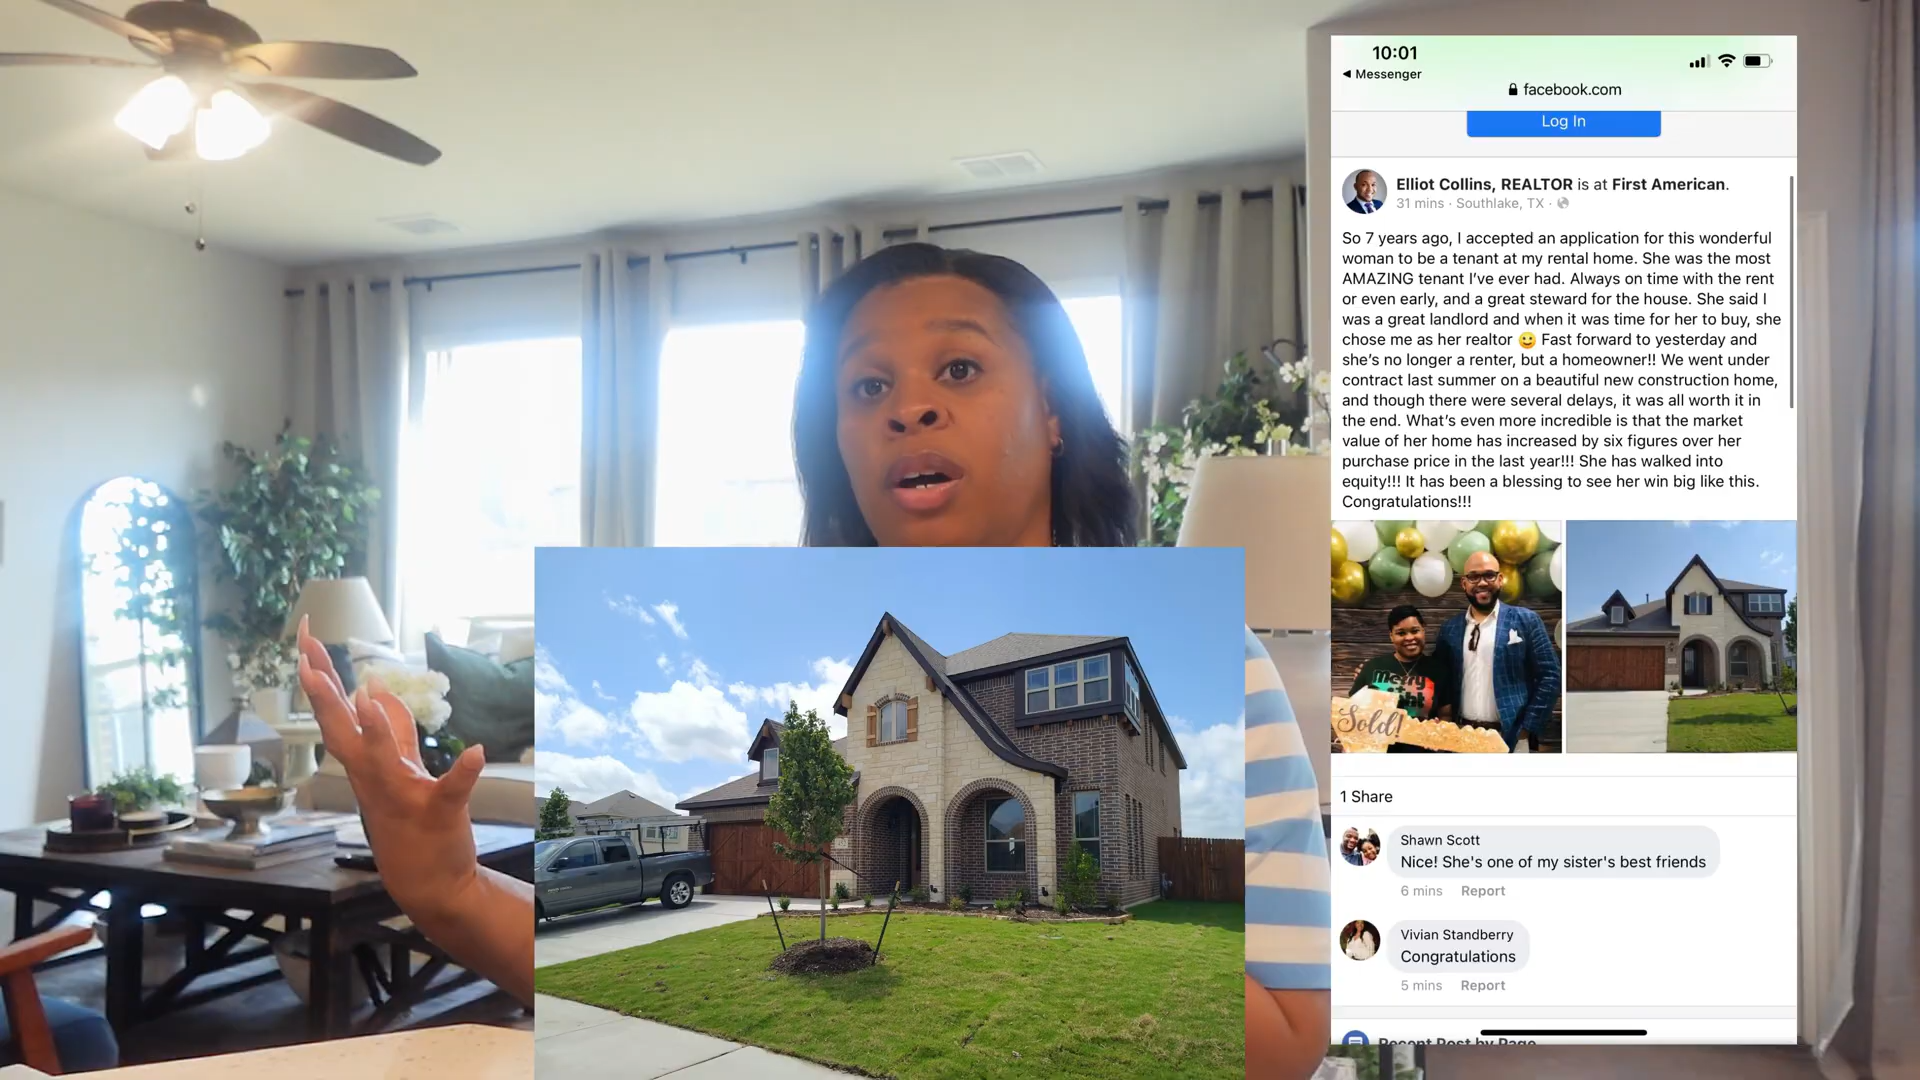 10:01
◀ Messenger
facebook.com
Log In
Elliot Collins, REALTOR is at First American.
31 mins · Southlake, TX ·
So 7 years ago, I accepted an application for this wonderful
woman to be a tenant at my rental home. She was the most
AMAZING tenant I've ever had. Always on time with the rent
or even early, and a great steward for the house. She said I
was a great landlord and when it was time for her to buy, she
chose me as her realtor 😀 Fast forward to yesterday and
she's no longer a renter, but a homeowner!! We went under
contract last summer on a beautiful new construction home,
and though there were several delays, it was all worth it in
the end. What's even more incredible is that the market
value of her home has increased by six figures over her
purchase price in the last year!!! She has walked into
equity!!! It has been a blessing to see her win big like this.
Congratulations!!!
Merry
Sold!
1 Share
Shawn Scott
Nice! She's one of my sister's best friends
6 mins Report
Vivian Standberry
Congratulations
5 mins Report
Recent Post by Page